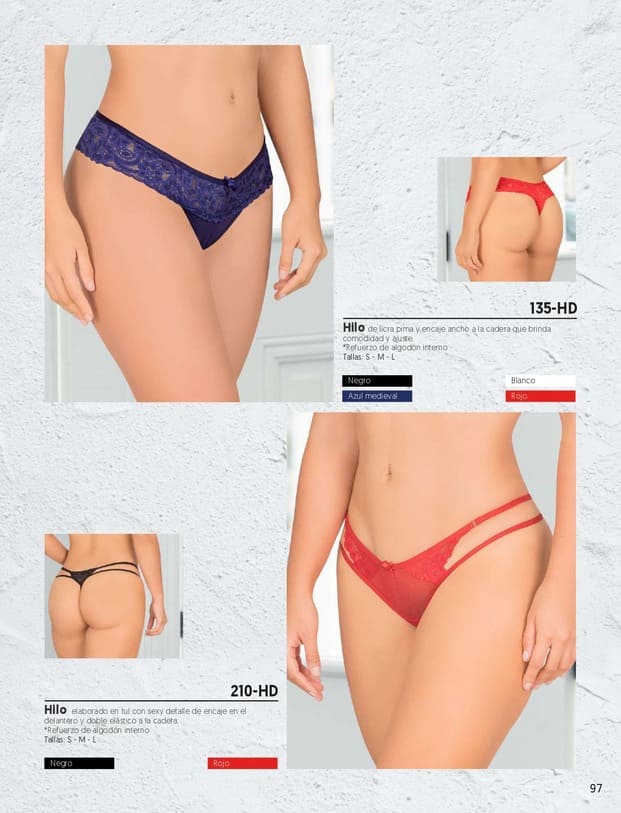 135-HD
Hilo de licra pima y encaje ancho a la cadera que brinda
comodidad y ajuste.
*Refuerzo de algodón interno
Tallas: S - M - L
Negro
Blanco
Azul medieval
Rojo
210-HD
Hilo elaborado en tul con sexy detalle de encaje en el
delantero y doble elástico a la cadera.
*Refuerzo de algodón interno
Tallas: S - M - L
Negro
Rojo
97